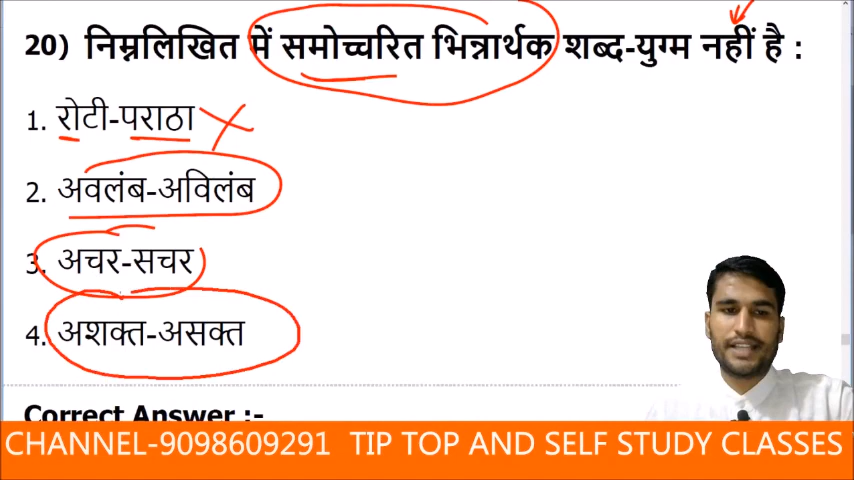 20) निम्नलिखित में समोच्चरित भिन्नार्थक शब्द-युग्म नहीं है :
1. रोटी-पराठा
2. अवलंब-अविलंब
3. अचर-सचर
4. अशक्त-असक्त
Correct Answer :-
CHANNEL-9098609291 TIP TOP AND SELF STUDY CLASSES